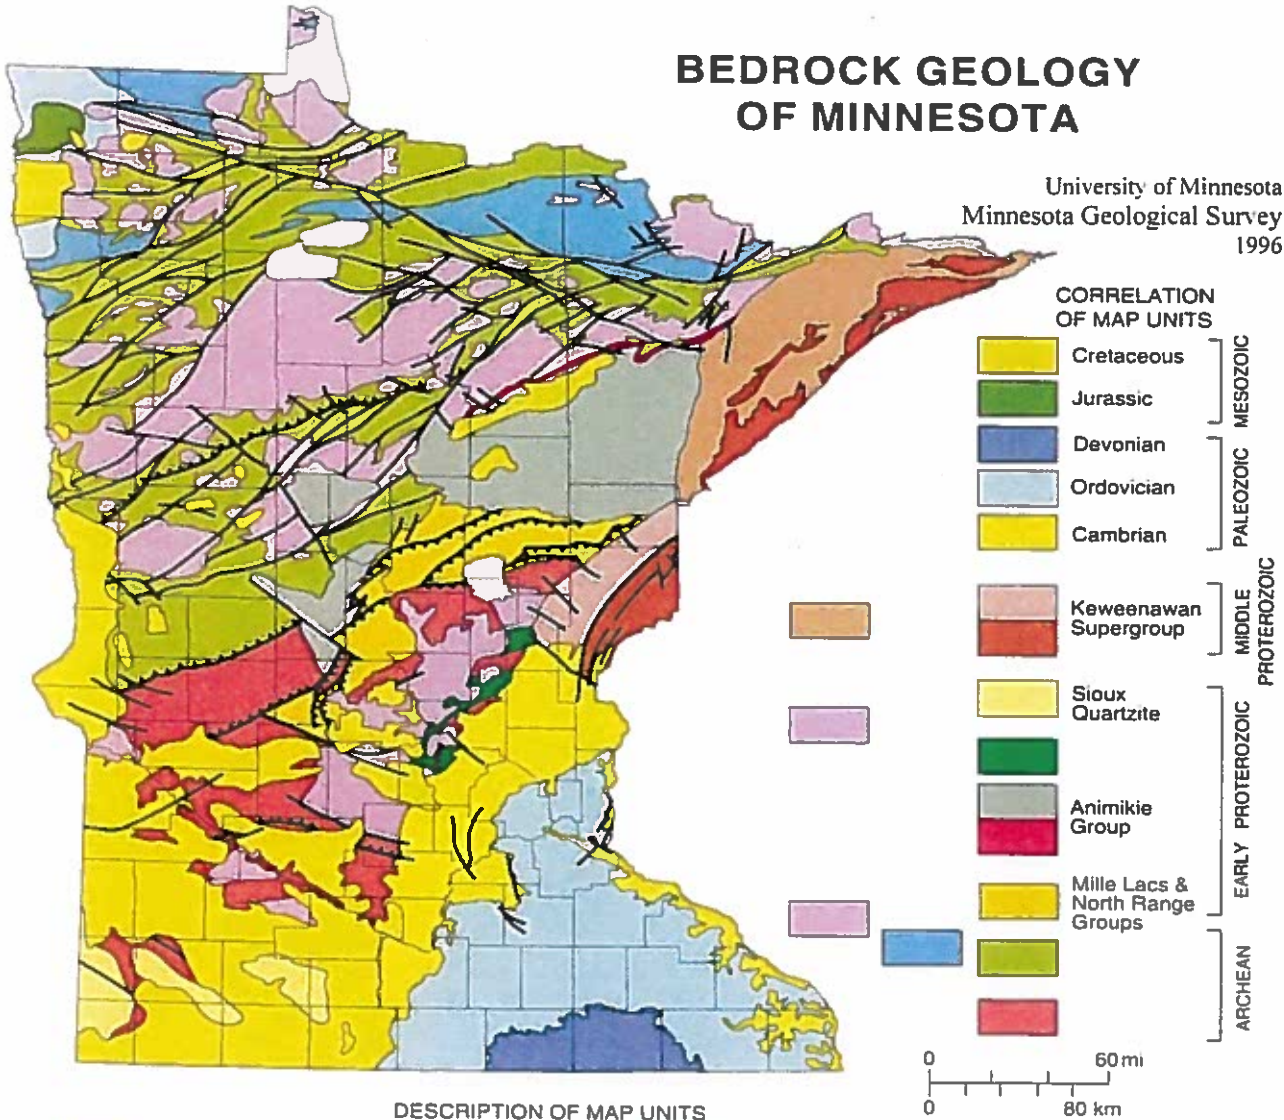 BEDROCK GEOLOGY
OF MINNESOTA
University of Minnesota
Minnesota Geological Survey
1996
CORRELATION
OF MAP UNITS
Cretaceous
Jurassic
MESOZOIC
Devonian
Ordovician
Cambrian
PALEOZOIC
Keweenawan
Supergroup
MIDDLE
PROTEROZOIC
Sioux
Quartzite
Animikie
Group
Mille Lacs &
North Range
Groups
EARLY PROTEROZOIC
ARCHEAN
0 60 mi
0 80 km
DESCRIPTION OF MAP UNITS